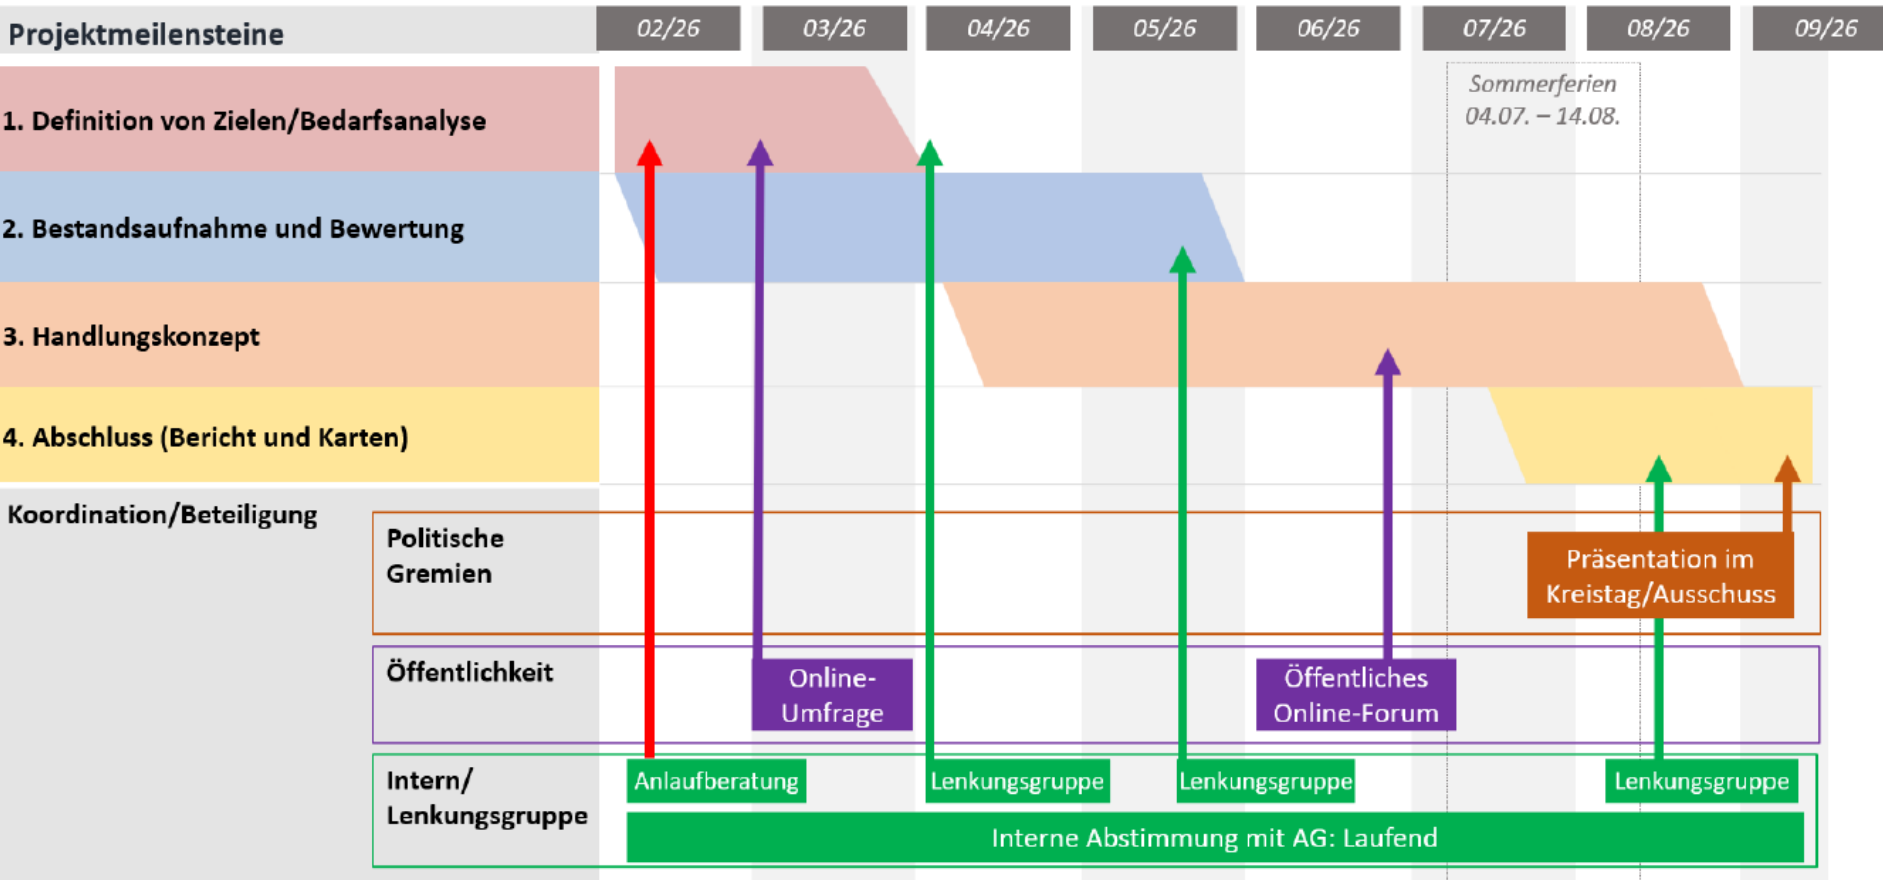 Projektmeilensteine
02/26
03/26
04/26
05/26
06/26
07/26
08/26
09/26
Sommerferien
04.07. – 14.08.
1. Definition von Zielen/Bedarfsanalyse
2. Bestandsaufnahme und Bewertung
3. Handlungskonzept
4. Abschluss (Bericht und Karten)
Koordination/Beteiligung
Politische
Gremien
Präsentation im
Kreistag/Ausschuss
Öffentlichkeit
Online-
Umfrage
Öffentliches
Online-Forum
Intern/
Lenkungsgruppe
Anlaufberatung
Lenkungsgruppe
Lenkungsgruppe
Lenkungsgruppe
Interne Abstimmung mit AG: Laufend